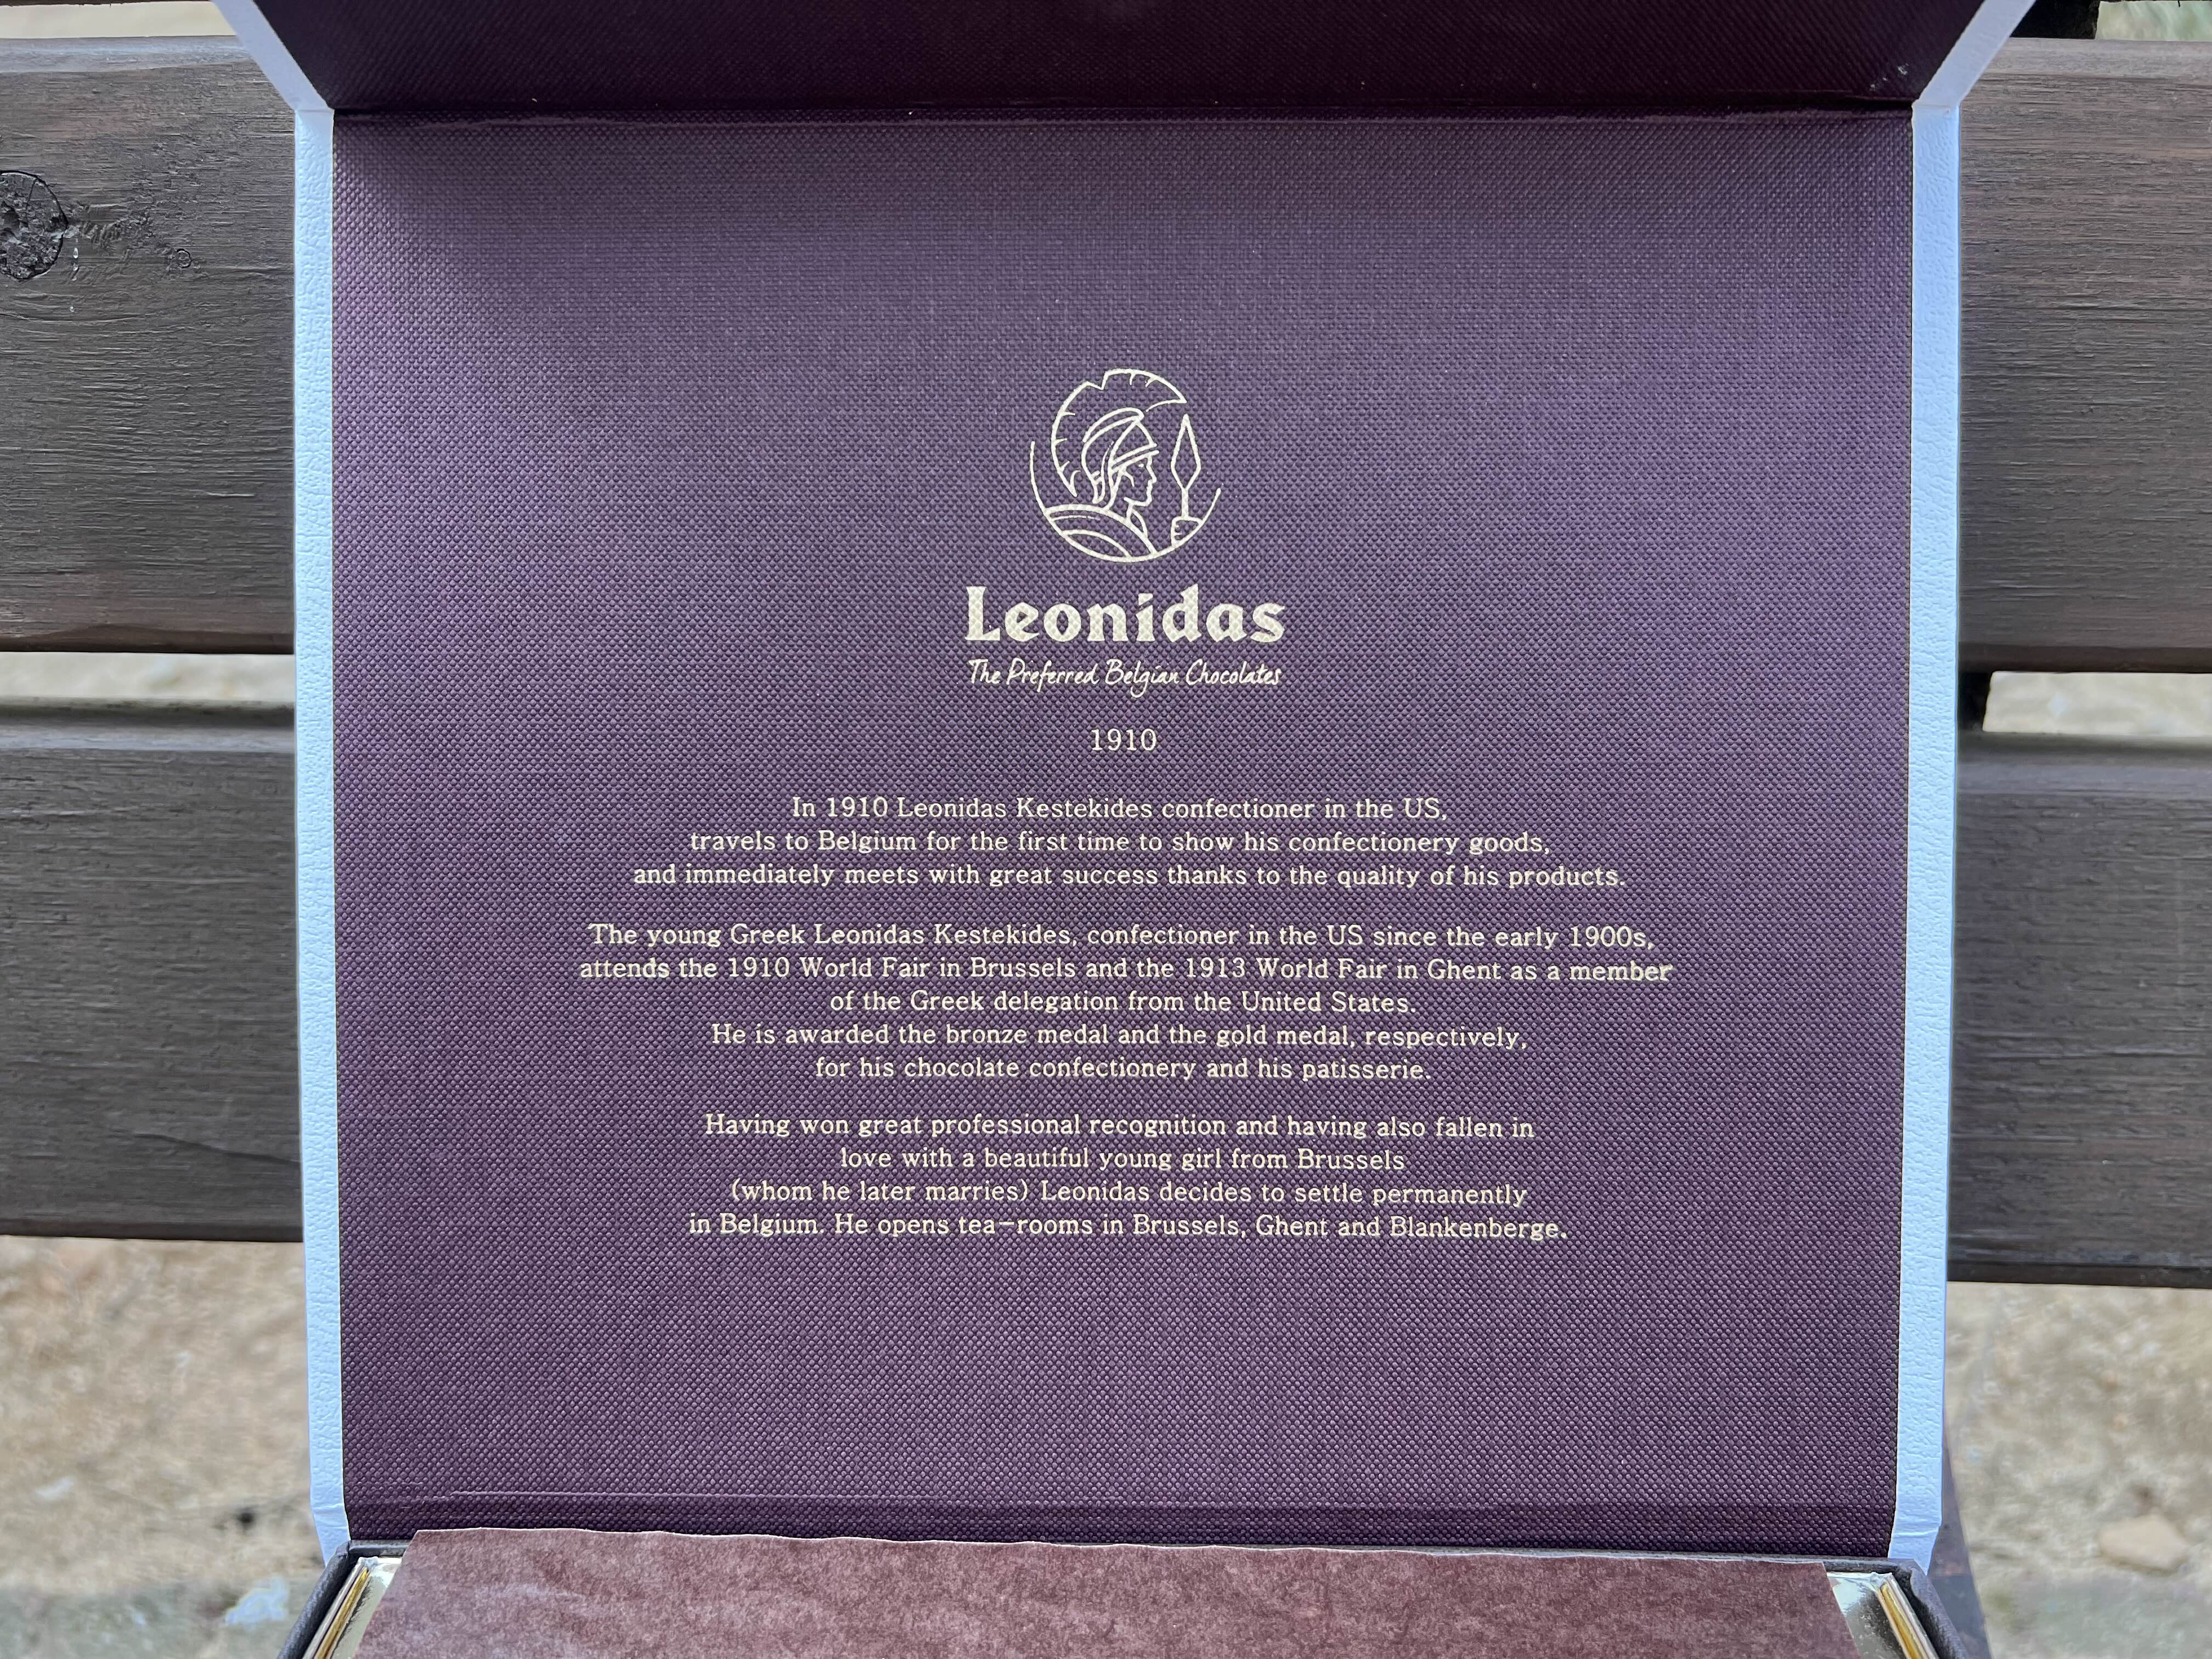 Leonidas
The Preferred Belgian Chocolates
1910
In 1910 Leonidas Kestekides confectioner in the US,
travels to Belgium for the first time to show his confectionery goods,
and immediately meets with great success thanks to the quality of his products.
The young Greek Leonidas Kestekides, confectioner in the US since the early 1900s,
attends the 1910 World Fair in Brussels and the 1913 World Fair in Ghent as a member
of the Greek delegation from the United States.
He is awarded the bronze medal and the gold medal, respectively,
for his chocolate confectionery and his patisserie.
Having won great professional recognition and having also fallen in
love with a beautiful young girl from Brussels
(whom he later marries) Leonidas decides to settle permanently
in Belgium. He opens tea-rooms in Brussels, Ghent and Blankenberge.